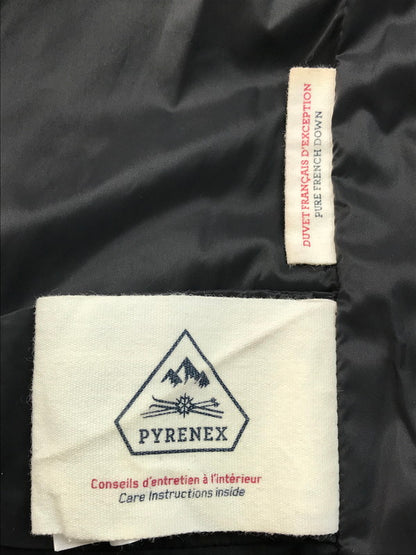 DUVET FRANÇAIS D'EXCEPTION
PURE FRENCH DOWN
PYRENEX
Conseils d'entretien à l'intérieur
Care Instructions inside